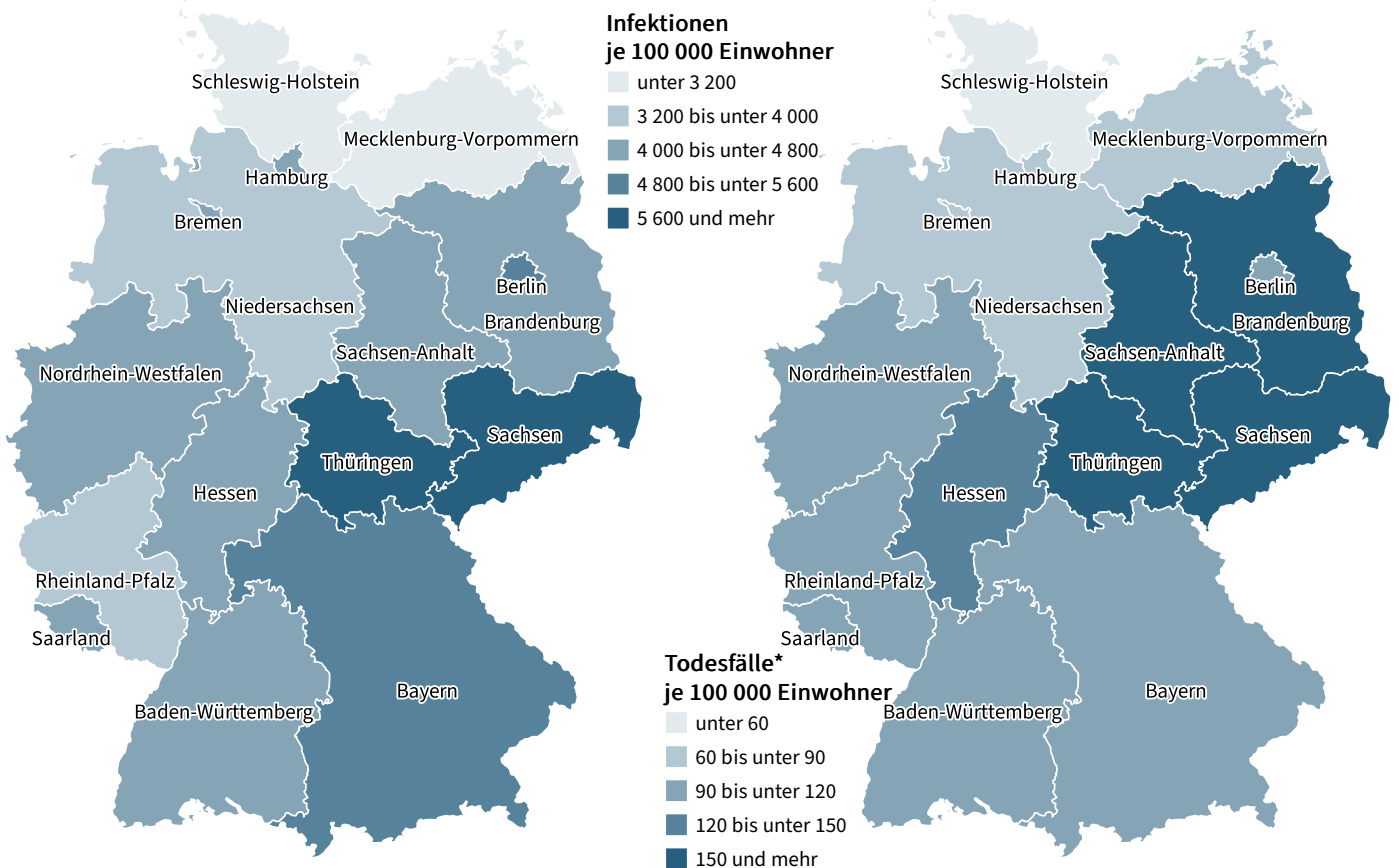 Infektionen
je 100 000 Einwohner
unter 3 200
3 200 bis unter 4 000
4 000 bis unter 4 800
4 800 bis unter 5 600
5 600 und mehr
Schleswig-Holstein
Mecklenburg-Vorpommern
Hamburg
Bremen
Berlin
Niedersachsen
Brandenburg
Sachsen-Anhalt
Nordrhein-Westfalen
Sachsen
Thüringen
Hessen
Rheinland-Pfalz
Saarland
Bayern
Baden-Württemberg
Schleswig-Holstein
Mecklenburg-Vorpommern
Hamburg
Bremen
Berlin
Niedersachsen
Brandenburg
Sachsen-Anhalt
Nordrhein-Westfalen
Sachsen
Thüringen
Hessen
Rheinland-Pfalz
Saarland
Bayern
Baden-Württemberg
Todesfälle*
je 100 000 Einwohner
unter 60
60 bis unter 90
90 bis unter 120
120 bis unter 150
150 und mehr